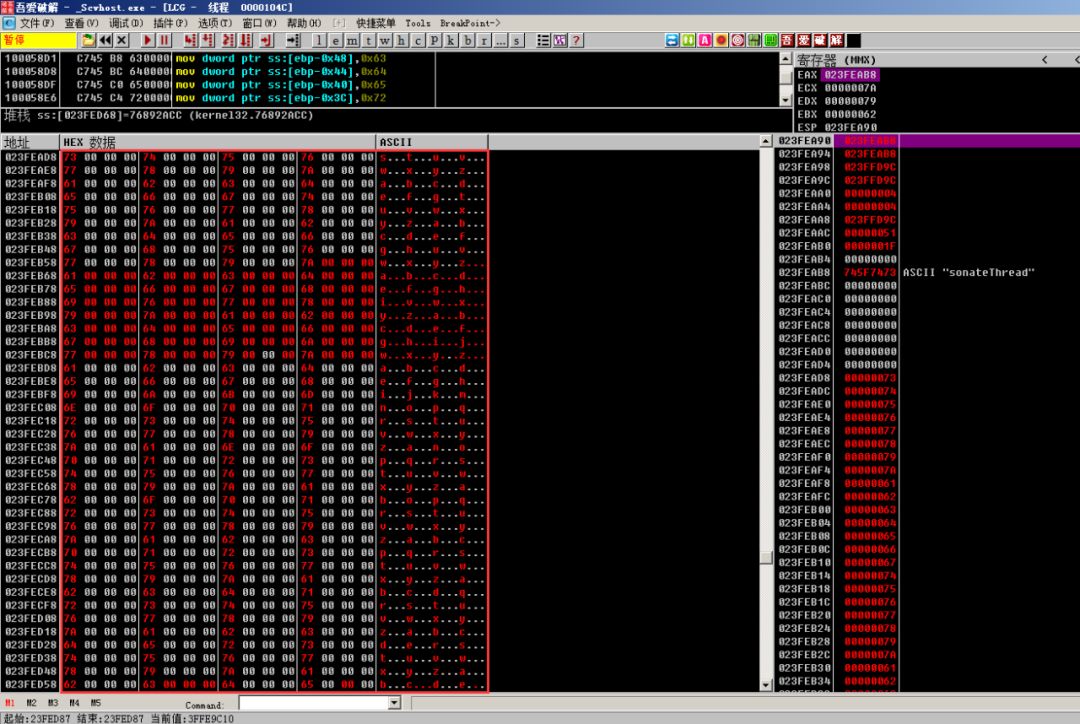 吾爱破解 - _Scvhost.exe - [LCG - 线程 0000104C]
文件(F) 查看(V) 调试(D) 插件(P) 选项(T) 窗口(W) 帮助(H) [+] 快捷菜单 Tools BreakPoint->
暂停
l e m t w h c P k b r ... s
吾 爱 破 解
100058D1 C745 B8 630000 mov dword ptr ss:[ebp-0x48],0x63
100058D8 C745 BC 640000 mov dword ptr ss:[ebp-0x44],0x64
100058DF C745 C0 650000 mov dword ptr ss:[ebp-0x40],0x65
100058E6 C745 C4 720000 mov dword ptr ss:[ebp-0x3C],0x72
堆栈 ss:[023FED68]=76892ACC (kernel32.76892ACC)
寄存器 (MMX)
EAX 023FEAB8
ECX 0000007A
EDX 00000079
EBX 00000062
ESP 023FEA90
地址 HEX 数据 ASCII
023FEAD8 73 00 00 00 74 00 00 00 75 00 00 00 76 00 00 00 s...t...u...v...
023FEAE8 77 00 00 00 78 00 00 00 79 00 00 00 7A 00 00 00 w...x...y...z...
023FEAF8 61 00 00 00 62 00 00 00 63 00 00 00 64 00 00 00 a...b...c...d...
023FEB08 65 00 00 00 66 00 00 00 67 00 00 00 74 00 00 00 e...f...g...t...
023FEB18 75 00 00 00 76 00 00 00 77 00 00 00 78 00 00 00 u...v...w...x...
023FEB28 79 00 00 00 7A 00 00 00 61 00 00 00 62 00 00 00 y...z...a...b...
023FEB38 63 00 00 00 64 00 00 00 65 00 00 00 66 00 00 00 c...d...e...f...
023FEB48 67 00 00 00 68 00 00 00 75 00 00 00 76 00 00 00 g...h...u...v...
023FEB58 77 00 00 00 78 00 00 00 79 00 00 00 7A 00 00 00 w...x...y...z...
023FEB68 61 00 00 00 62 00 00 00 63 00 00 00 64 00 00 00 a...b...c...d...
023FEB78 65 00 00 00 66 00 00 00 67 00 00 00 68 00 00 00 e...f...g...h...
023FEB88 69 00 00 00 76 00 00 00 77 00 00 00 78 00 00 00 i...v...w...x...
023FEB98 79 00 00 00 7A 00 00 00 61 00 00 00 62 00 00 00 y...z...a...b...
023FEBA8 63 00 00 00 64 00 00 00 65 00 00 00 66 00 00 00 c...d...e...f...
023FEBB8 67 00 00 00 68 00 00 00 69 00 00 00 6A 00 00 00 g...h...i...j...
023FEBC8 77 00 00 00 78 00 00 00 79 00 00 00 7A 00 00 00 w...x...y...z...
023FEBD8 61 00 00 00 62 00 00 00 63 00 00 00 64 00 00 00 a...b...c...d...
023FEBE8 65 00 00 00 66 00 00 00 67 00 00 00 68 00 00 00 e...f...g...h...
023FEBF8 69 00 00 00 6A 00 00 00 6B 00 00 00 6D 00 00 00 i...j...k...m...
023FEC08 6E 00 00 00 6F 00 00 00 70 00 00 00 71 00 00 00 n...o...p...q...
023FEC18 72 00 00 00 73 00 00 00 74 00 00 00 75 00 00 00 r...s...t...u...
023FEC28 76 00 00 00 77 00 00 00 78 00 00 00 79 00 00 00 v...w...x...y...
023FEC38 7A 00 00 00 61 00 00 00 6E 00 00 00 6F 00 00 00 z...a...n...o...
023FEC48 70 00 00 00 71 00 00 00 72 00 00 00 73 00 00 00 p...q...r...s...
023FEC58 74 00 00 00 75 00 00 00 76 00 00 00 77 00 00 00 t...u...v...w...
023FEC68 78 00 00 00 79 00 00 00 7A 00 00 00 61 00 00 00 x...y...z...a...
023FEC78 62 00 00 00 6F 00 00 00 70 00 00 00 71 00 00 00 b...o...p...q...
023FEC88 72 00 00 00 73 00 00 00 74 00 00 00 75 00 00 00 r...s...t...u...
023FEC98 76 00 00 00 77 00 00 00 78 00 00 00 79 00 00 00 v...w...x...y...
023FECA8 7A 00 00 00 61 00 00 00 62 00 00 00 63 00 00 00 z...a...b...c...
023FECB8 70 00 00 00 71 00 00 00 72 00 00 00 73 00 00 00 p...q...r...s...
023FECC8 74 00 00 00 75 00 00 00 76 00 00 00 77 00 00 00 t...u...v...w...
023FECD8 78 00 00 00 79 00 00 00 7A 00 00 00 61 00 00 00 x...y...z...a...
023FECE8 62 00 00 00 63 00 00 00 64 00 00 00 71 00 00 00 b...c...d...q...
023FECF8 72 00 00 00 73 00 00 00 74 00 00 00 75 00 00 00 r...s...t...u...
023FED08 76 00 00 00 77 00 00 00 78 00 00 00 79 00 00 00 v...w...x...y...
023FED18 7A 00 00 00 61 00 00 00 62 00 00 00 63 00 00 00 z...a...b...c...
023FED28 64 00 00 00 65 00 00 00 72 00 00 00 73 00 00 00 d...e...r...s...
023FED38 74 00 00 00 75 00 00 00 76 00 00 00 77 00 00 00 t...u...v...w...
023FED48 78 00 00 00 79 00 00 00 7A 00 00 00 61 00 00 00 x...y...z...a...
023FED58 62 00 00 00 63 00 00 00 64 00 00 00 65 00 00 00 b...c...d...e...
023FEA90 023FEAB8
023FEA94 023FEAB8
023FEA98 023FFD9C
023FEA9C 023FFD9C
023FEAA0 00000004
023FEAA4 00000004
023FEAA8 023FFD9C
023FEAAC 00000051
023FEAB0 0000001F
023FEAB4 00000000
023FEAB8 745F7473 ASCII "sonateThread"
023FEABC 00000000
023FEAC0 00000000
023FEAC4 00000000
023FEAC8 00000000
023FEACC 00000000
023FEAD0 00000000
023FEAD4 00000000
023FEAD8 00000073
023FEADC 00000074
023FEAE0 00000075
023FEAE4 00000076
023FEAE8 00000077
023FEAEC 00000078
023FEAF0 00000079
023FEAF4 0000007A
023FEAF8 00000061
023FEAFC 00000062
023FEB00 00000063
023FEB04 00000064
023FEB08 00000065
023FEB0C 00000066
023FEB10 00000067
023FEB14 00000074
023FEB18 00000075
023FEB1C 00000076
023FEB20 00000077
023FEB24 00000078
023FEB28 00000079
023FEB2C 0000007A
023FEB30 00000061
023FEB34 00000062
M1 M2 M3 M4 M5 Command:
起始:23FED87 结束:23FED87 当前值:3FFE9C10